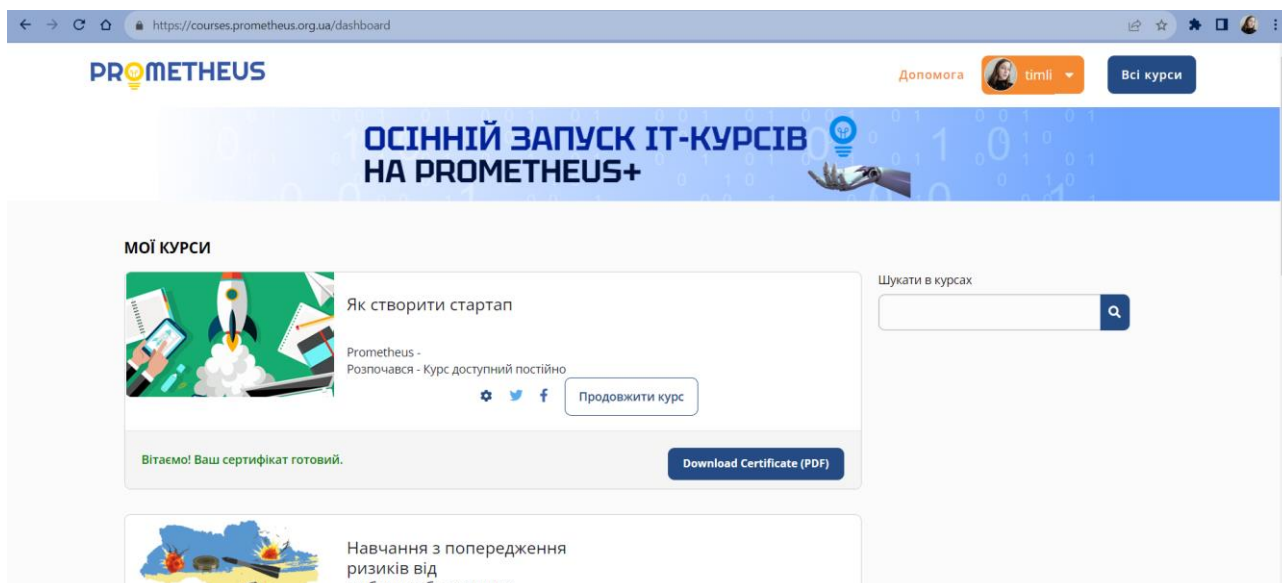 https://courses.prometheus.org.ua/dashboard
PROMETHEUS
Допомога
timli
Всі курси
ОСІННІЙ ЗАПУСК ІТ-КУРСІВ
НА PROMETHEUS+
МОЇ КУРСИ
Як створити стартап
Prometheus -
Розпочався - Курс доступний постійно
Продовжити курс
Вітаємо! Ваш сертифікат готовий.
Download Certificate (PDF)
Шукати в курсах
Навчання з попередження
ризиків від